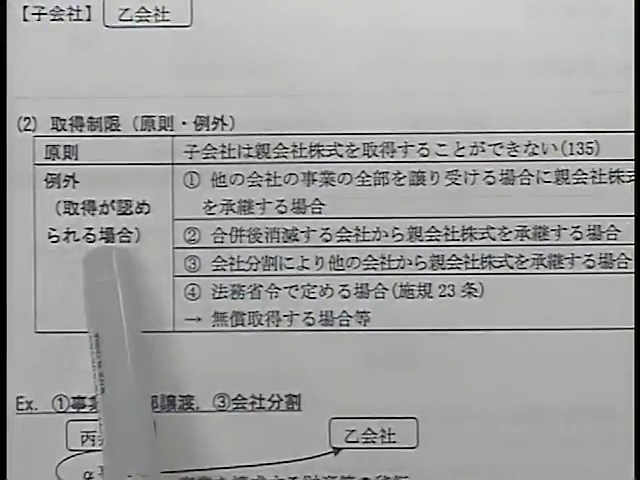 【子会社】 乙会社
(2) 取得制限（原則・例外）
原則 子会社は親会社株式を取得することができない(135)
例外 ① 他の会社の事業の全部を譲り受ける場合に親会社株式
（取得が認め を承継する場合
られる場合） ② 合併後消滅する会社から親会社株式を承継する場合
③ 会社分割により他の会社から親会社株式を承継する場合
④ 法務省令で定める場合(施規 23 条)
→ 無償取得する場合等
Ex. ①事業 部譲渡，③会社分割
丙 乙会社
α